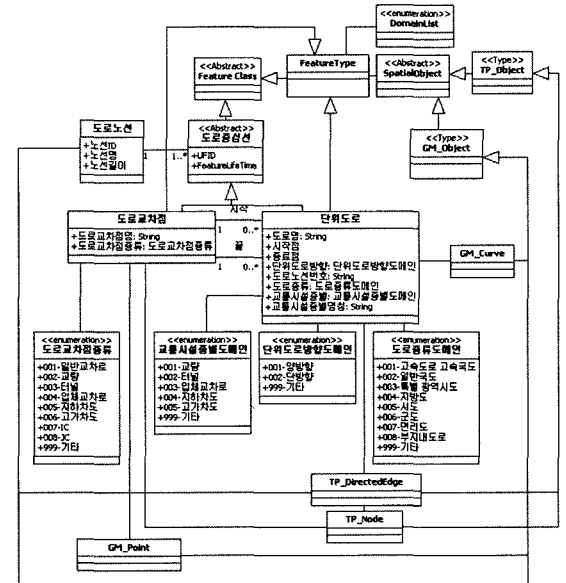 <<enumeration>>
DomainList
<<Abstract>>
Feature Class
FeatureType
<<Abstract>>
SpatialObject
<<Type>>
TP_Object
<<Type>>
GM_Object
도로노선
+노선ID
+노선명
+노선길이
1
1..*
<<Abstract>>
도로중심선
+UFID
+FeatureLifeTime
시작
도로교차점
+도로교차점명: String
+도로교차점종류: 도로교차점종류
1
0..*
끝
1
0..*
단위도로
+도로명: String
+시작점
+종료점
+단위도로방향: 단위도로방향도메인
+도로노선번호: String
+도로종류: 도로종류도메인
+교통시설종별: 교통시설종별도메인
+교통시설종별명칭: String
GM_Curve
<<enumeration>>
도로교차점종류
+001-일반교차로
+002-교량
+003-터널
+004-입체교차로
+005-지하차도
+006-고가차도
+007-IC
+008-JC
+999-기타
<<enumeration>>
교통시설종별도메인
+001-교량
+002-터널
+003-입체교차로
+004-지하차도
+005-고가차도
+999-기타
<<enumeration>>
단위도로방향도메인
+001-양방향
+002-단방향
+999-기타
<<enumeration>>
도로종류도메인
+001-고속도로 고속국도
+002-일반국도
+003-특별 광역시도
+004-지방도
+005-시도
+006-군도
+007-면리도
+008-부지내도로
+999-기타
TP_DirectedEdge
TP_Node
GM_Point